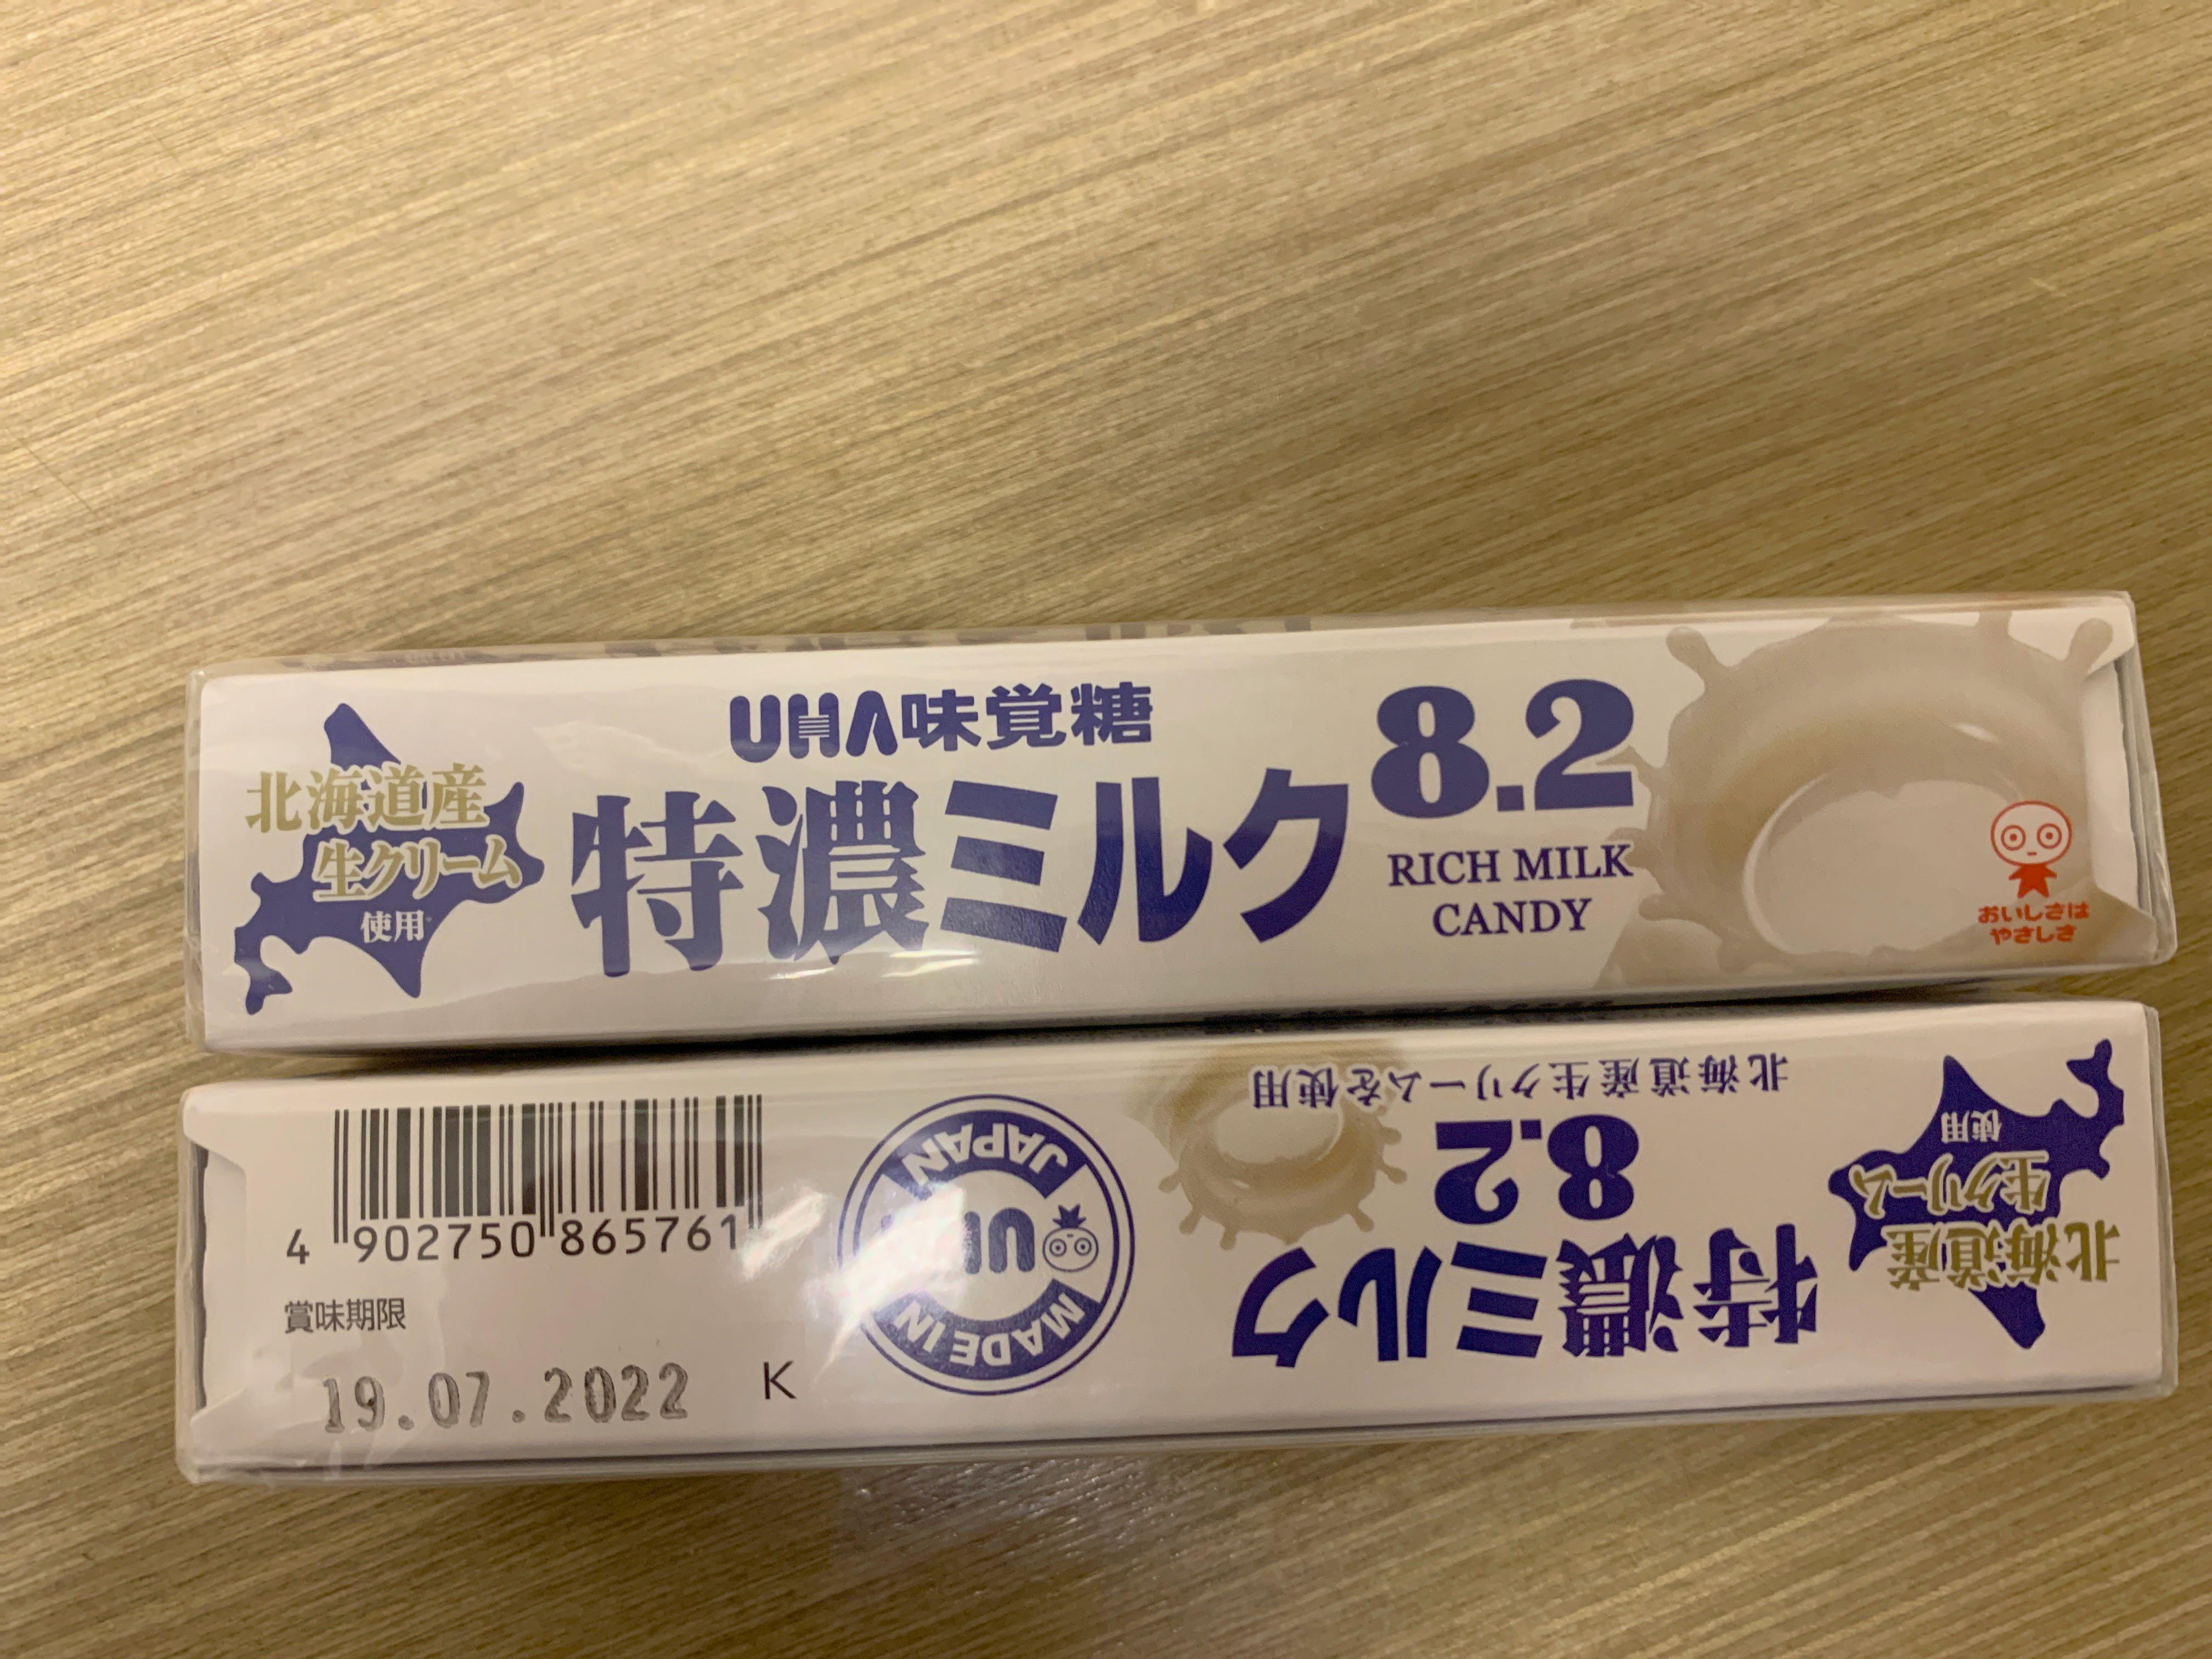 UHA味覚糖
北海道産
生クリーム
使用
特濃ミルク
8.2
RICH MILK
CANDY
おいしさは
やさしさ
4 902750 865761
賞味期限
19.07.2022
K
MADE IN
JAPAN
特濃ミルク
8.2
北海道産生クリームを使用
北海道産
生クリーム
使用